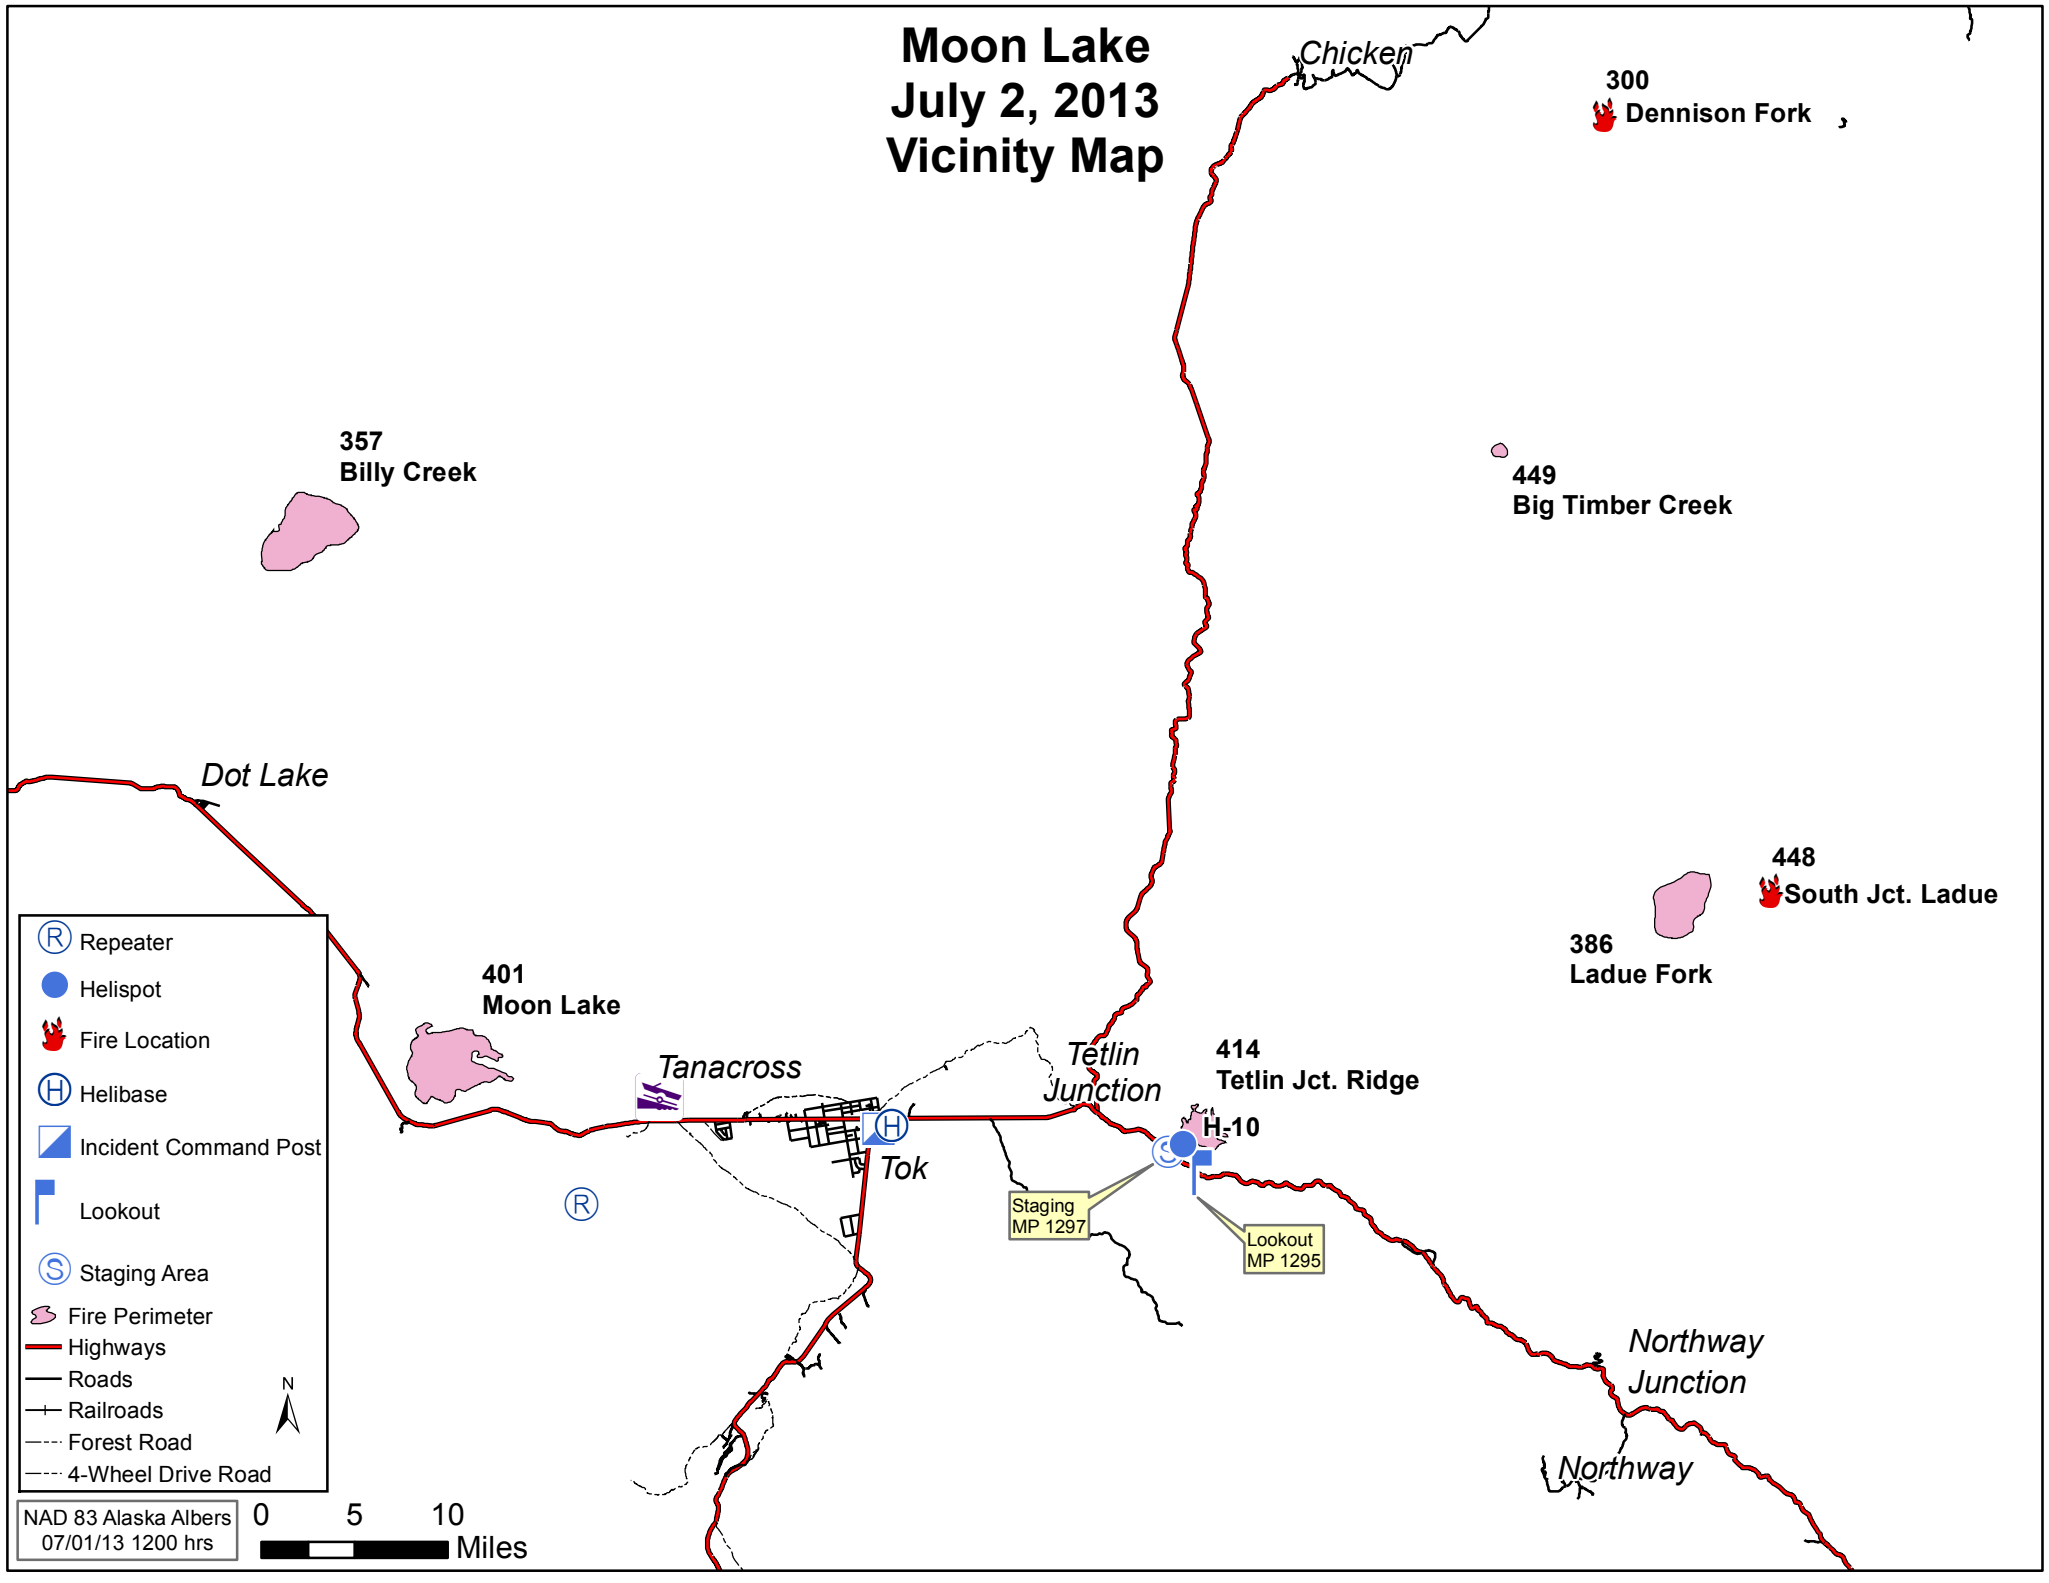 Moon Lake
July 2, 2013
Vicinity Map
Chicken
300
Dennison Fork
357
Billy Creek
449
Big Timber Creek
Dot Lake
448
South Jct. Ladue
386
Ladue Fork
401
Moon Lake
Tanacross
Tetlin
Junction
414
Tetlin Jct. Ridge
H-10
H
S
Tok
R
Staging
MP 1297
Lookout
MP 1295
Northway
Junction
Northway
R Repeater
Helispot
Fire Location
H Helibase
Incident Command Post
Lookout
S Staging Area
Fire Perimeter
Highways
Roads
Railroads
Forest Road
4-Wheel Drive Road
N
NAD 83 Alaska Albers
07/01/13 1200 hrs
0 5 10
Miles